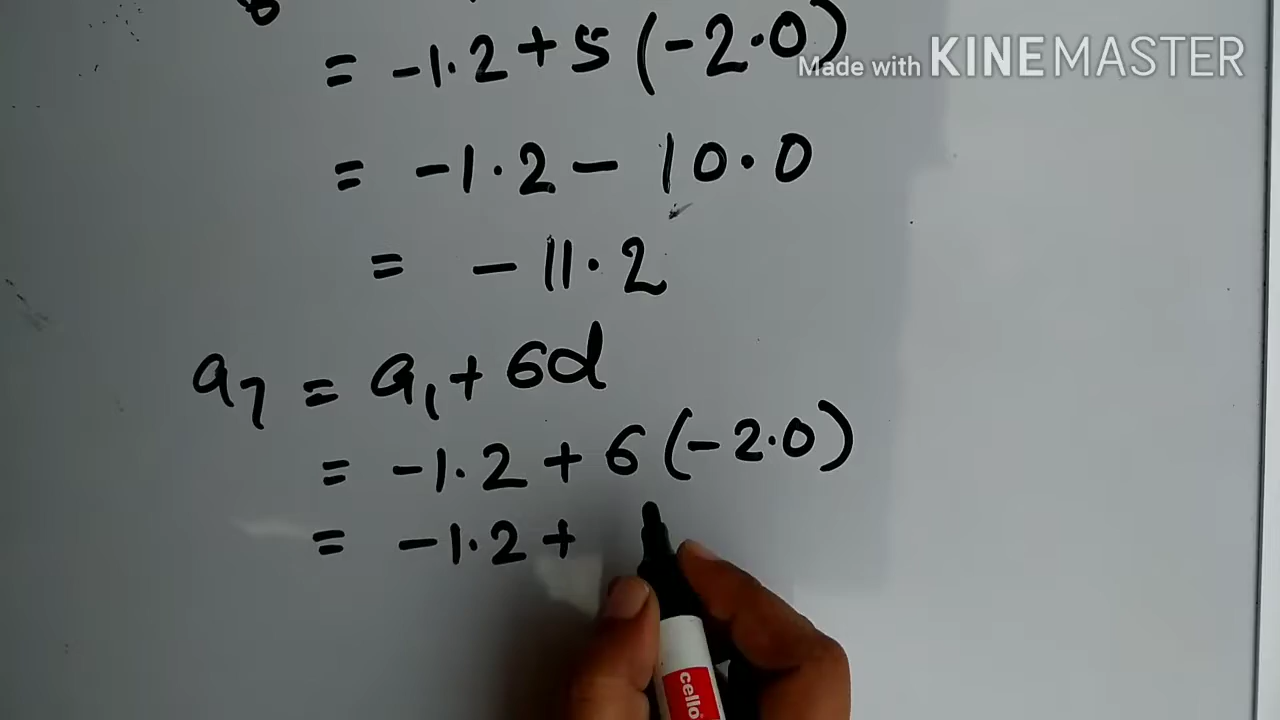 = -1.2 + 5 (-2.0)
Made with KINEMASTER
= -1.2 - 10.0
= -11.2
a7 = a1 + 6d
= -1.2 + 6 (-2.0)
= -1.2 +
cello